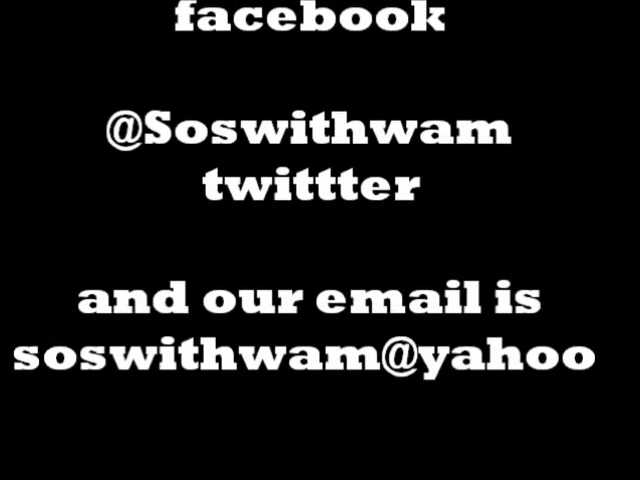 facebook
@Soswithwam
twittter
and our email is
soswithwam@yahoo